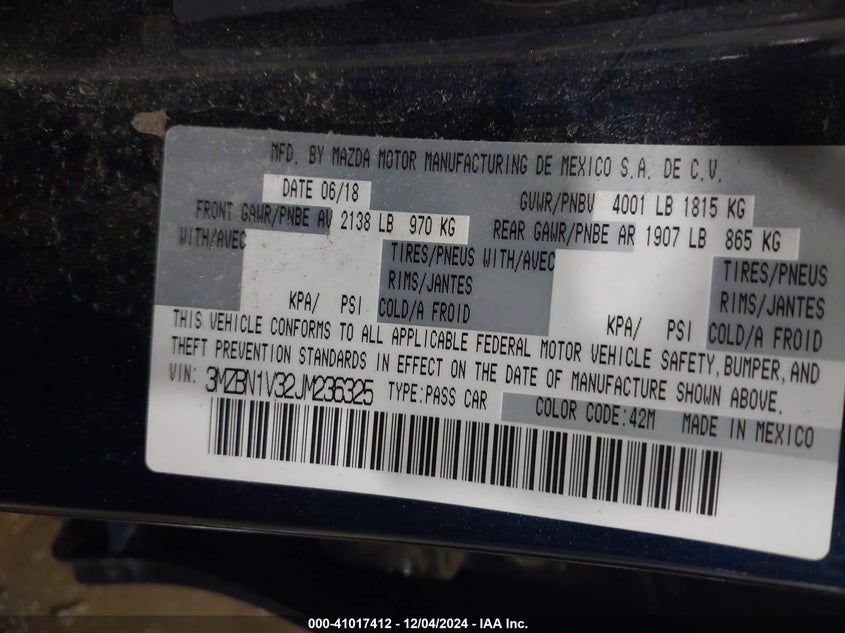 MFD. BY MAZDA MOTOR MANUFACTURING DE MEXICO S.A. DE C.V.
DATE 06/18 GVWR/PNBV 4001 LB 1815 KG
FRONT GAWR/PNBE AV 2138 LB 970 KG REAR GAWR/PNBE AR 1907 LB 865 KG
WITH/AVEC TIRES/PNEUS WITH/AVEC TIRES/PNEUS
RIMS/JANTES RIMS/JANTES
KPA/ PSI COLD/A FROID KPA/ PSI COLD/A FROID
THIS VEHICLE CONFORMS TO ALL APPLICABLE FEDERAL MOTOR VEHICLE SAFETY, BUMPER, AND
THEFT PREVENTION STANDARDS IN EFFECT ON THE DATE OF MANUFACTURE SHOWN ABOVE.
VIN: 3MZBN1V32JM236325 TYPE:PASS CAR COLOR CODE:42M MADE IN MEXICO
000-41017412 - 12/04/2024 - IAA Inc.